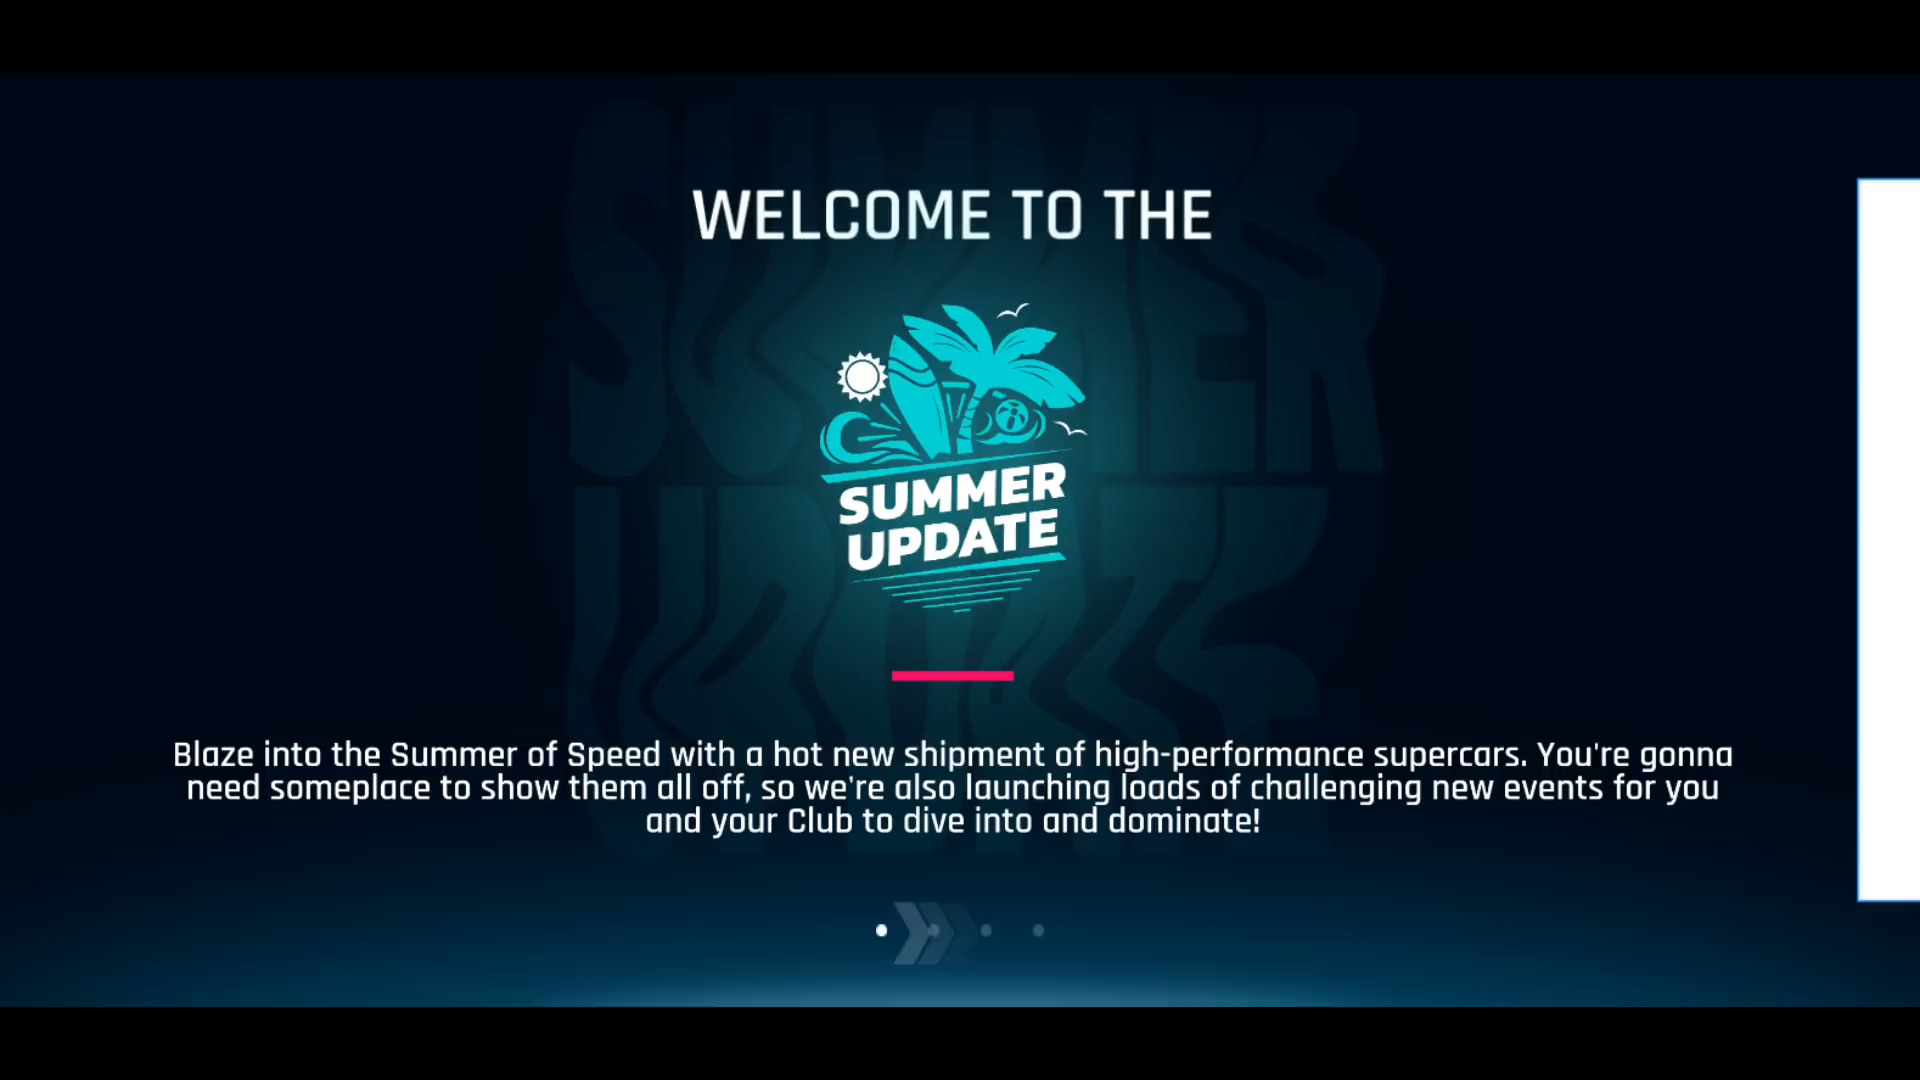 WELCOME TO THE
SUMMER
UPDATE
Blaze into the Summer of Speed with a hot new shipment of high-performance supercars. You're gonna
need someplace to show them all off, so we're also launching loads of challenging new events for you
and your Club to dive into and dominate!
SUMMER
UPDATE